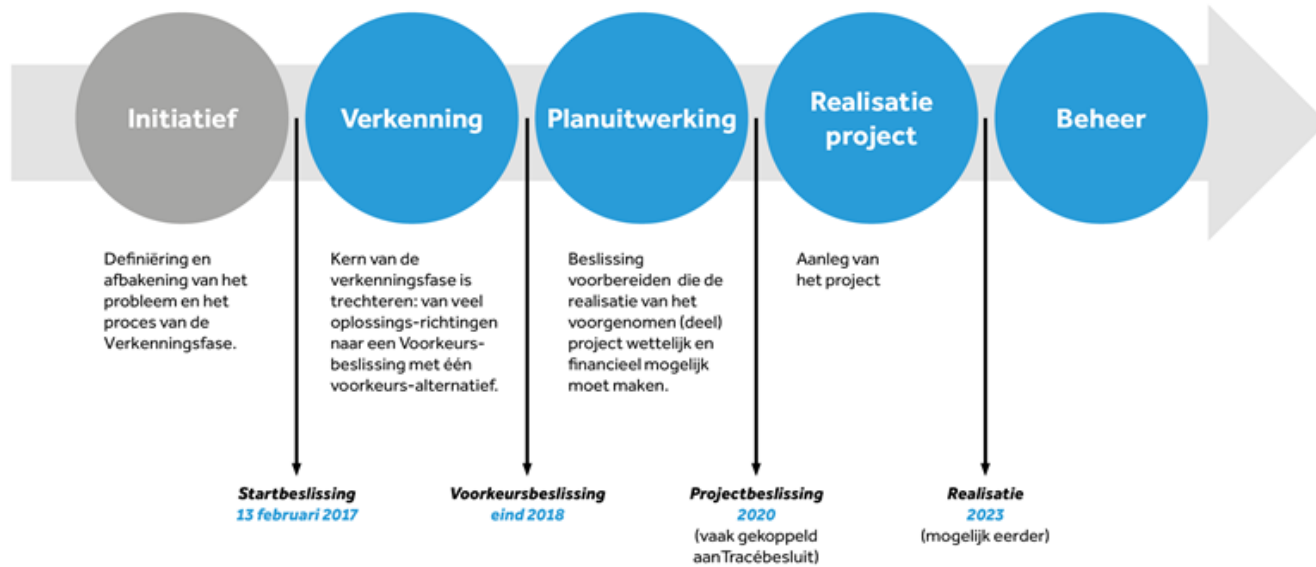 Initiatief
Verkenning
Planuitwerking
Realisatie
project
Beheer
Definiëring en
afbakening van het
probleem en het
proces van de
Verkenningsfase.
Kern van de
verkenningsfase is
trechteren: van veel
oplossings-richtingen
naar een Voorkeurs-
beslissing met één
voorkeurs-alternatief.
Beslissing
voorbereiden die de
realisatie van het
voorgenomen (deel)
project wettelijk en
financieel mogelijk
moet maken.
Aanleg van
het project
Startbeslissing
13 februari 2017
Voorkeursbeslissing
eind 2018
Projectbeslissing
2020
(vaak gekoppeld
aanTracébesluit)
Realisatie
2023
(mogelijk eerder)